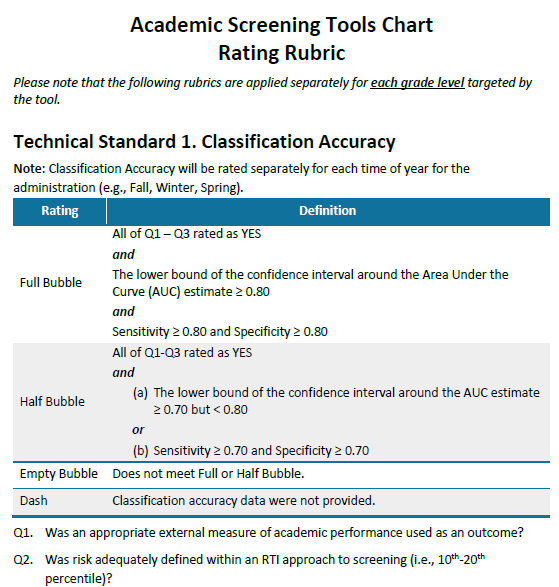 Academic Screening Tools Chart
Rating Rubric
Please note that the following rubrics are applied separately for each grade level targeted by
the tool.
Technical Standard 1. Classification Accuracy
Note: Classification Accuracy will be rated separately for each time of year for the
administration (e.g., Fall, Winter, Spring).
Rating Definition
All of Q1 – Q3 rated as YES
and
Full Bubble
The lower bound of the confidence interval around the Area Under the
Curve (AUC) estimate ≥ 0.80
and
Sensitivity ≥ 0.80 and Specificity ≥ 0.80
All of Q1-Q3 rated as YES
and
Half Bubble
(a) The lower bound of the confidence interval around the AUC estimate
≥ 0.70 but < 0.80
or
(b) Sensitivity ≥ 0.70 and Specificity ≥ 0.70
Empty Bubble Does not meet Full or Half Bubble.
Dash Classification accuracy data were not provided.
Q1. Was an appropriate external measure of academic performance used as an outcome?
Q2. Was risk adequately defined within an RTI approach to screening (i.e., 10th-20th
percentile)?